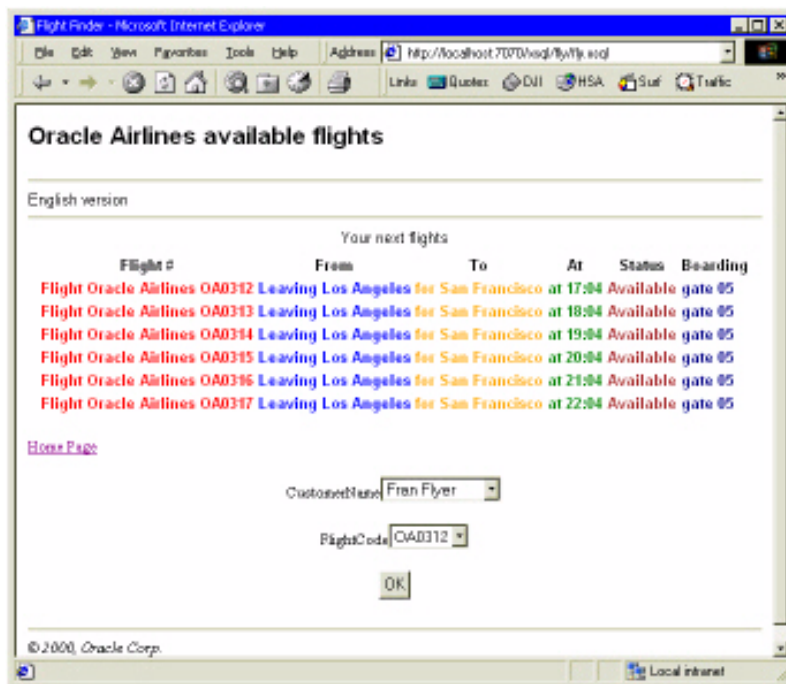 Flight Finder - Microsoft Internet Explorer
File Edit View Favorites Tools Help Address http://localhost:7070/xsql/fly/fly.xsql
Links Quotes DJI HSA Surf Traffic
Oracle Airlines available flights
English version
Your next flights
Flight # From To At Status Boarding
Flight Oracle Airlines OA0312 Leaving Los Angeles for San Francisco at 17:04 Available gate 05
Flight Oracle Airlines OA0313 Leaving Los Angeles for San Francisco at 18:04 Available gate 05
Flight Oracle Airlines OA0314 Leaving Los Angeles for San Francisco at 19:04 Available gate 05
Flight Oracle Airlines OA0315 Leaving Los Angeles for San Francisco at 20:04 Available gate 05
Flight Oracle Airlines OA0316 Leaving Los Angeles for San Francisco at 21:04 Available gate 05
Flight Oracle Airlines OA0317 Leaving Los Angeles for San Francisco at 22:04 Available gate 05
Home Page
CustomerName Fran Flyer
FlightCode OA0312
OK
© 2000, Oracle Corp.
Local intranet